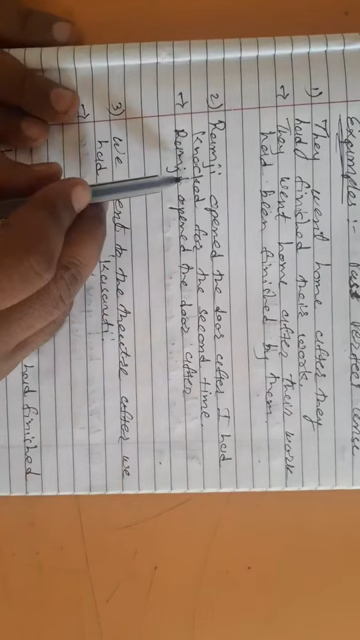 Examples :- Past Perfect Tense
1) They went home after they
had finished their work.
→ They went home after their work
had been finished by them.
2) Ramji opened the door after I had
knocked for the second time
→ Ramji opened the door after
3) We went to the theatre after we
had
→
had finished